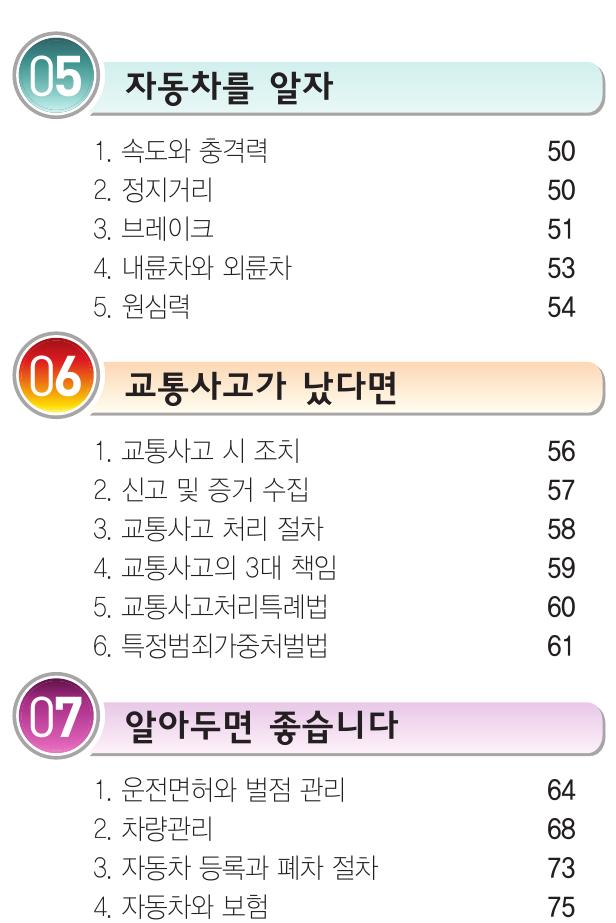 05 자동차를 알자
1. 속도와 충격력 50
2. 정지거리 50
3. 브레이크 51
4. 내륜차와 외륜차 53
5. 원심력 54
06 교통사고가 났다면
1. 교통사고 시 조치 56
2. 신고 및 증거 수집 57
3. 교통사고 처리 절차 58
4. 교통사고의 3대 책임 59
5. 교통사고처리특례법 60
6. 특정범죄가중처벌법 61
07 알아두면 좋습니다
1. 운전면허와 벌점 관리 64
2. 차량관리 68
3. 자동차 등록과 폐차 절차 73
4. 자동차와 보험 75